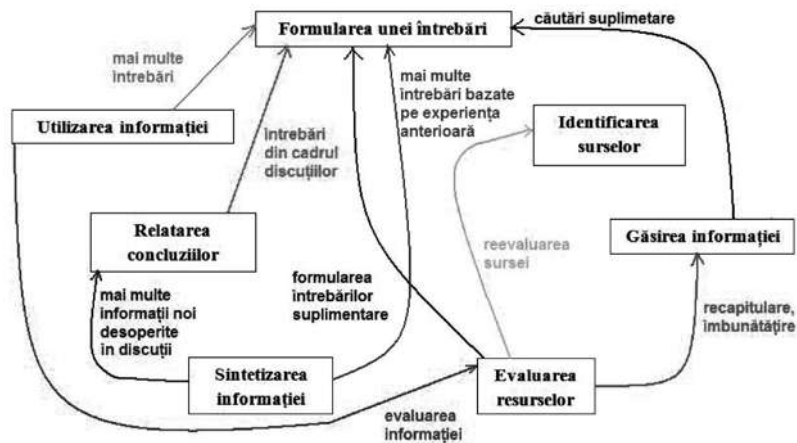 Formularea unei întrebări
căutări suplimetare
mai multe
întrebări
mai multe
întrebări bazate
pe experiența
anterioară
Utilizarea informației
întrebări
din cadrul
discuțiilor
Identificarea
surselor
Relatarea
concluziilor
Găsirea informației
reevaluarea
sursei
mai multe
informații noi
desoperite
în discuții
formularea
întrebărilor
suplimentare
recapitulare,
îmbunătățire
Sintetizarea
informației
Evaluarea
resurselor
evaluarea
informației